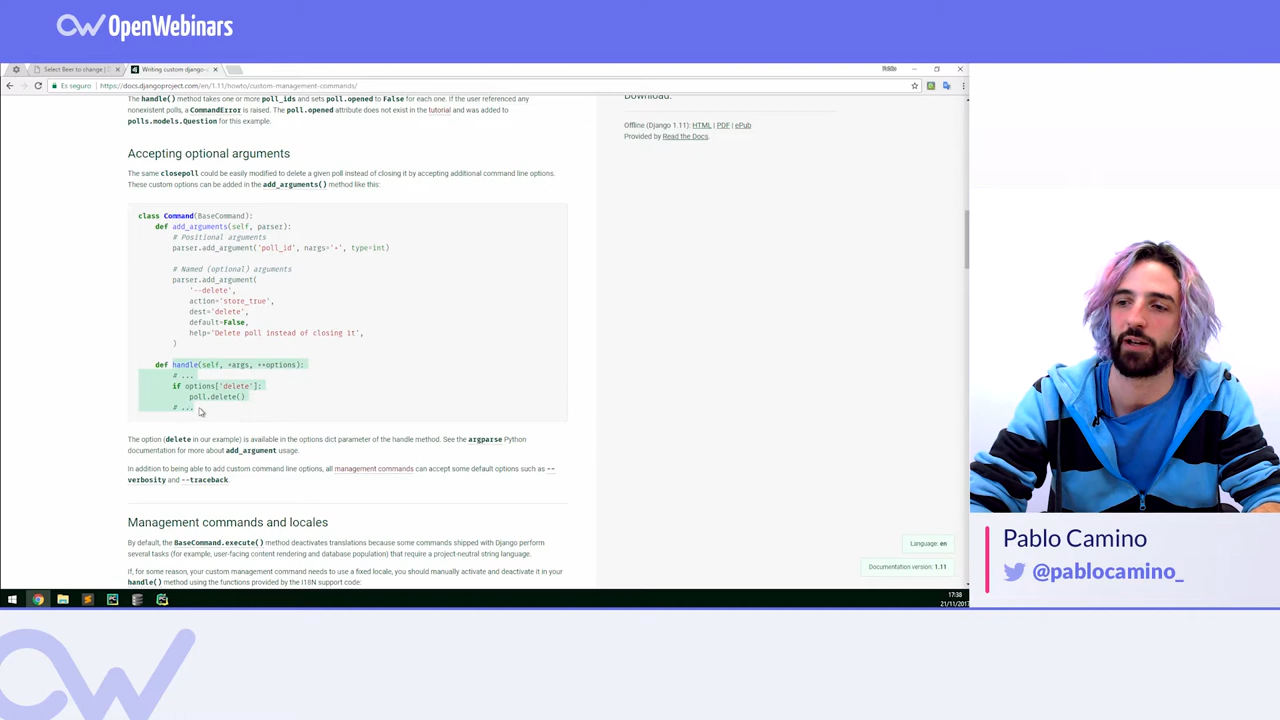 OpenWebinars
Select Beer to change |
Writing custom django-
Pablo
Es seguro
https://docs.djangoproject.com/en/1.11/howto/custom-management-commands/
The handle() method takes one or more poll_ids and sets poll.opened to False for each one. If the user referenced any
nonexistent polls, a CommandError is raised. The poll.opened attribute does not exist in the tutorial and was added to
polls.models.Question for this example.
Download:
Offline (Django 1.11): HTML | PDF | ePub
Provided by Read the Docs.
Accepting optional arguments
The same closepoll could be easily modified to delete a given poll instead of closing it by accepting additional command line options.
These custom options can be added in the add_arguments() method like this:
class Command(BaseCommand):
def add_arguments(self, parser):
# Positional arguments
parser.add_argument('poll_id', nargs='+', type=int)
# Named (optional) arguments
parser.add_argument(
'--delete',
action='store_true',
dest='delete',
default=False,
help='Delete poll instead of closing it',
)
def handle(self, *args, **options):
# ...
if options['delete']:
poll.delete()
# ...
The option (delete in our example) is available in the options dict parameter of the handle method. See the argparse Python
documentation for more about add_argument usage.
In addition to being able to add custom command line options, all management commands can accept some default options such as --
verbosity and --traceback.
Management commands and locales
By default, the BaseCommand.execute() method deactivates translations because some commands shipped with Django perform
several tasks (for example, user-facing content rendering and database population) that require a project-neutral string language.
If, for some reason, your custom management command needs to use a fixed locale, you should manually activate and deactivate it in your
handle() method using the functions provided by the I18N support code:
Language: en
Documentation version: 1.11
17:38
Pablo Camino
@pablocamino_